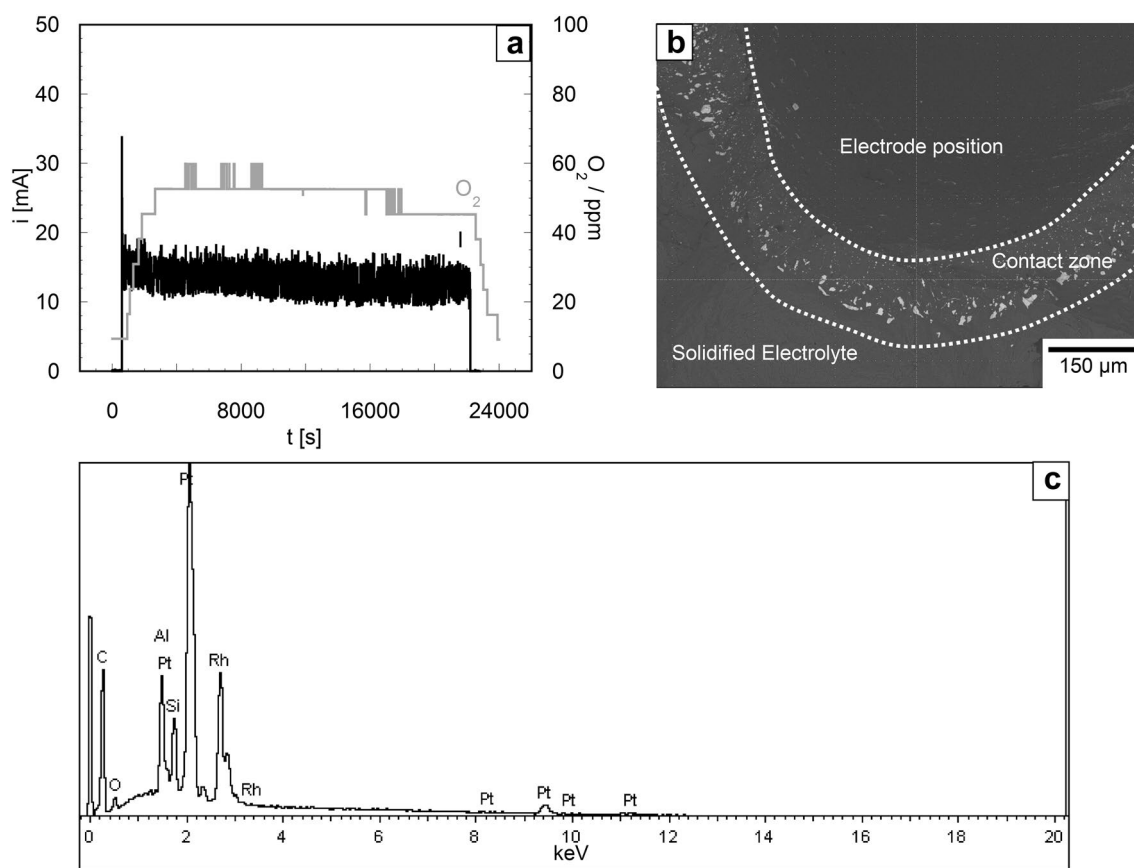 a
50
40
30
20
10
0
i [mA]
100
80
60
40
20
0
O2 / ppm
O2
I
0 8000 16000 24000
t [s]
b
Electrode position
Contact zone
Solidified Electrolyte
150 µm
c
Pt
Al
C
Pt
Rh
Si
O
Rh
Pt Pt Pt Pt
0 2 4 6 8 10 12 14 16 18 20
keV